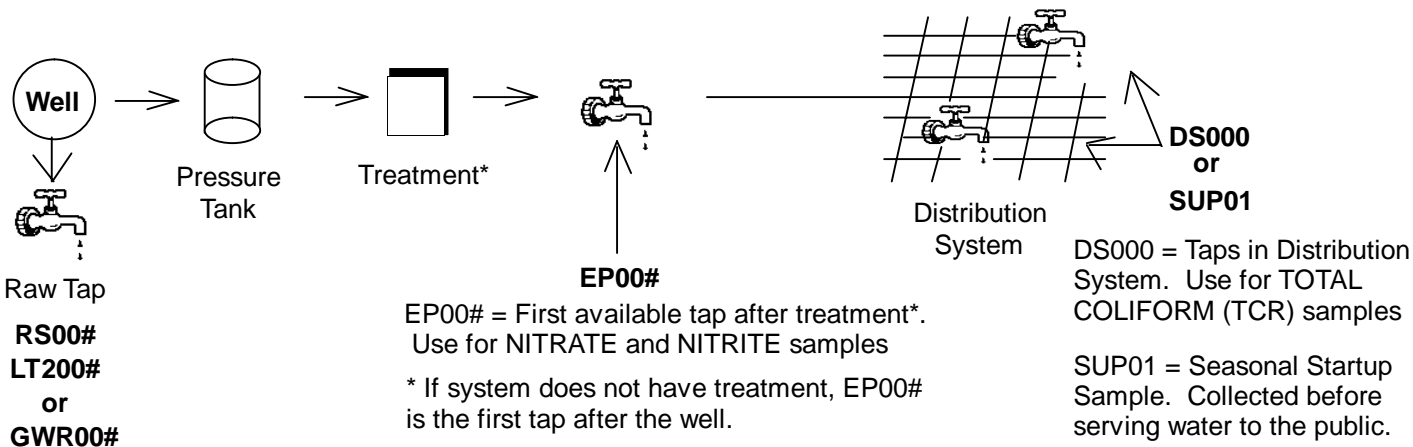 Well
Raw Tap
RS00#
LT200#
or
GWR00#
Pressure
Tank
Treatment*
EP00#
EP00# = First available tap after treatment*.
Use for NITRATE and NITRITE samples
* If system does not have treatment, EP00#
is the first tap after the well.
Distribution
System
DS000
or
SUP01
DS000 = Taps in Distribution
System. Use for TOTAL
COLIFORM (TCR) samples
SUP01 = Seasonal Startup
Sample. Collected before
serving water to the public.